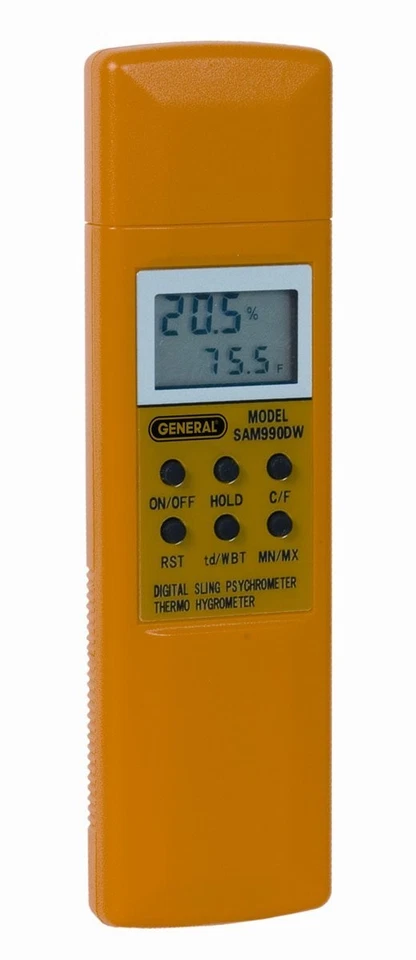 20.5%
75.5 F
GENERAL® MODEL
SAM990DW
ON/OFF HOLD C/F
RST td/WBT MN/MX
DIGITAL SLING PSYCHROMETER
THERMO HYGROMETER